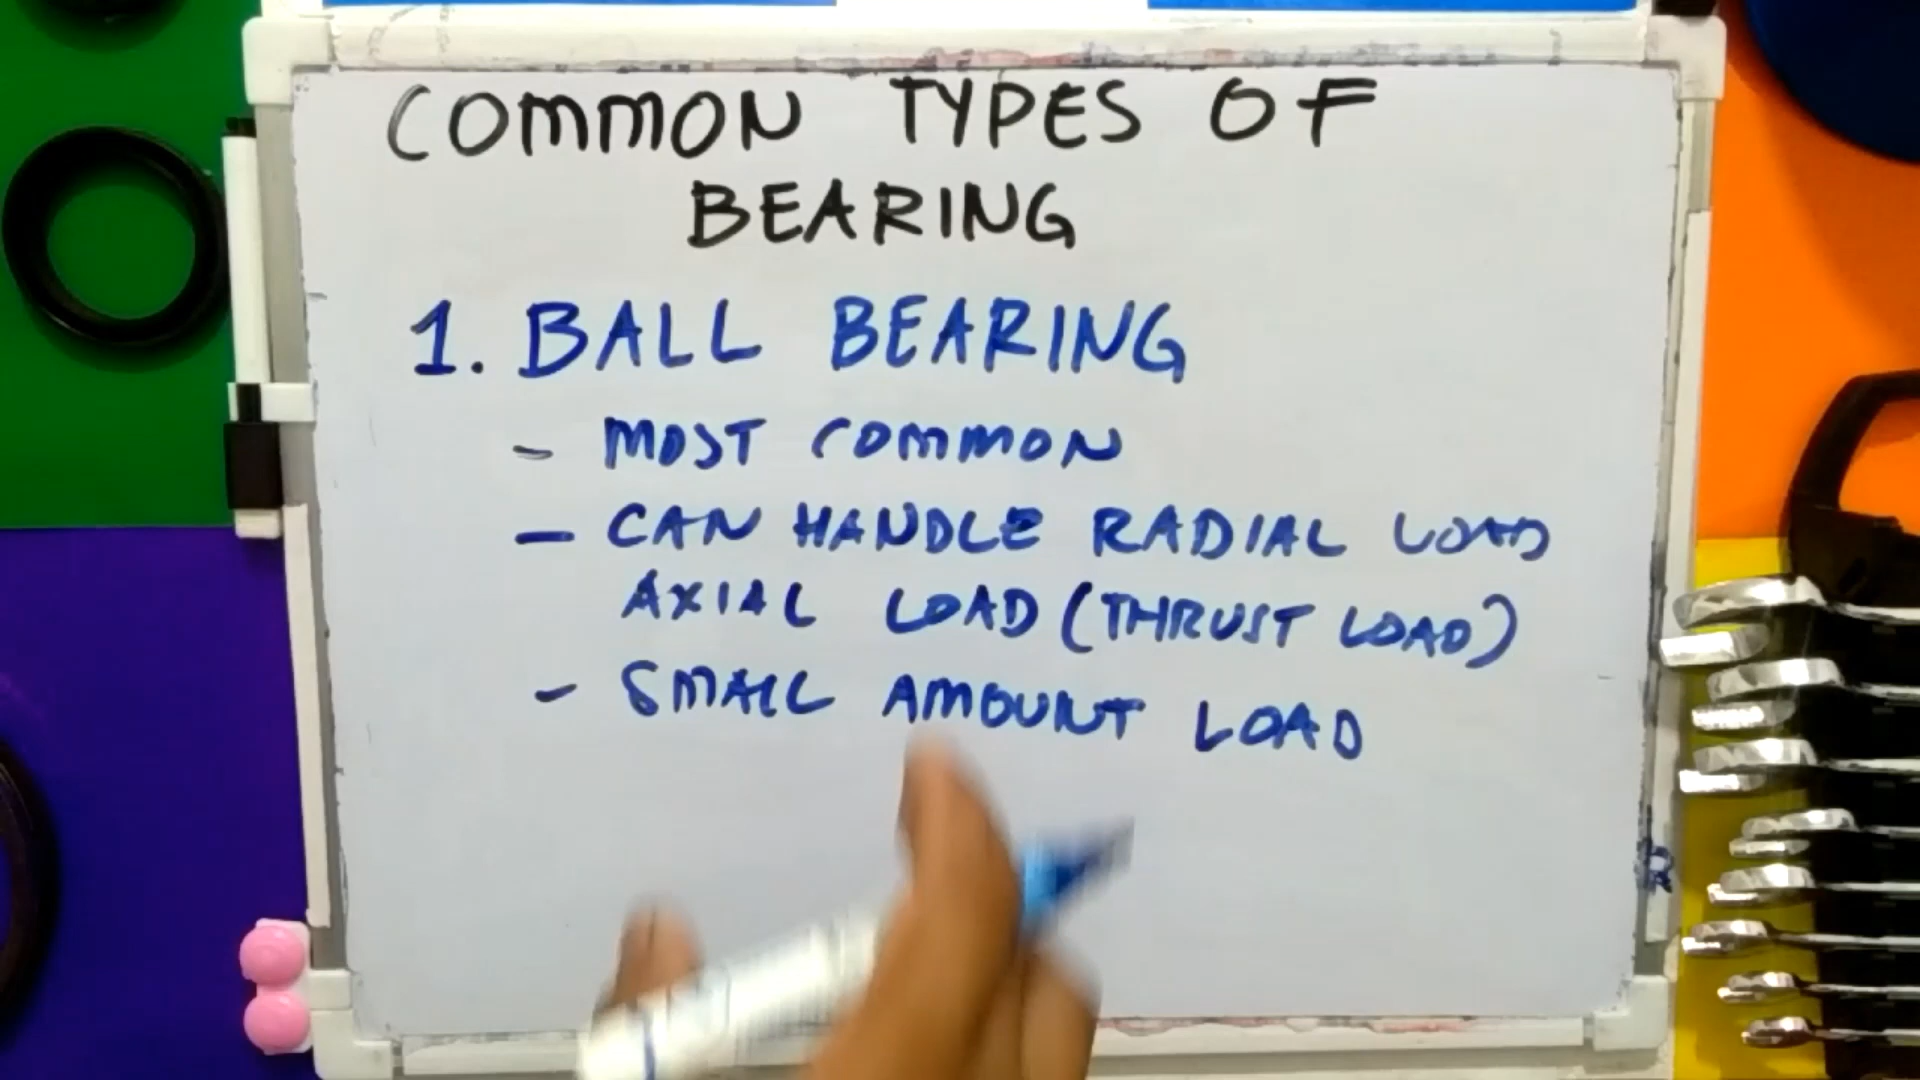 COMMON TYPES OF
BEARING
1. BALL BEARING
- MOST COMMON
- CAN HANDLE RADIAL LOAD
AXIAL LOAD (THRUST LOAD)
- SMALL AMOUNT LOAD